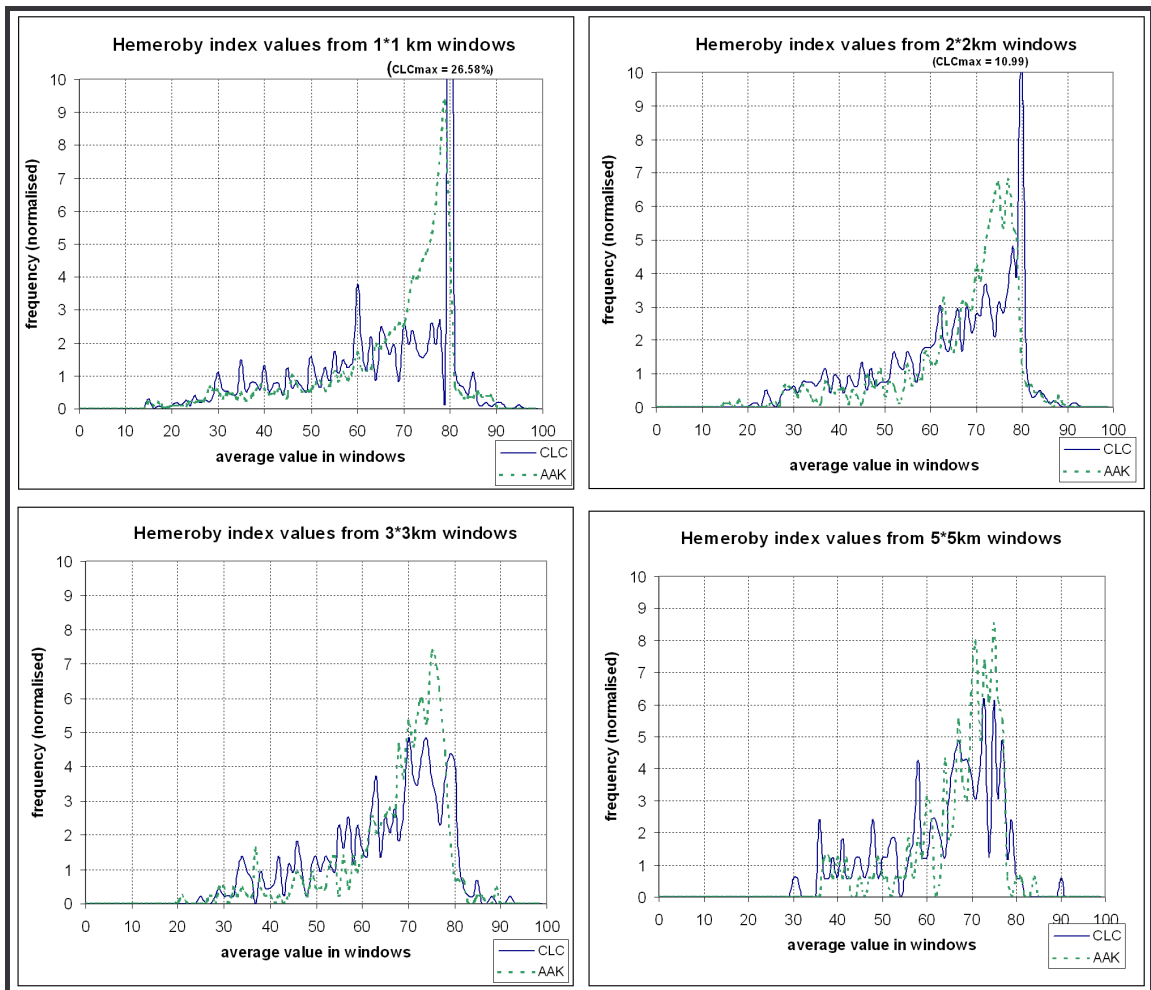 Hemeroby index values from 1*1 km windows
(CLCmax = 26.58%)
frequency (normalised)
10
9
8
7
6
5
4
3
2
1
0
0 10 20 30 40 50 60 70 80 90 100
average value in windows
CLC
AAK
Hemeroby index values from 2*2km windows
(CLCmax = 10.99)
frequency (normalised)
10
9
8
7
6
5
4
3
2
1
0
0 10 20 30 40 50 60 70 80 90 100
average value in windows
CLC
AAK
Hemeroby index values from 3*3km windows
frequency (normalised)
10
9
8
7
6
5
4
3
2
1
0
0 10 20 30 40 50 60 70 80 90 100
average value in windows
CLC
AAK
Hemeroby index values from 5*5km windows
frequency (normalised)
10
9
8
7
6
5
4
3
2
1
0
0 10 20 30 40 50 60 70 80 90 100
average value in windows
CLC
AAK